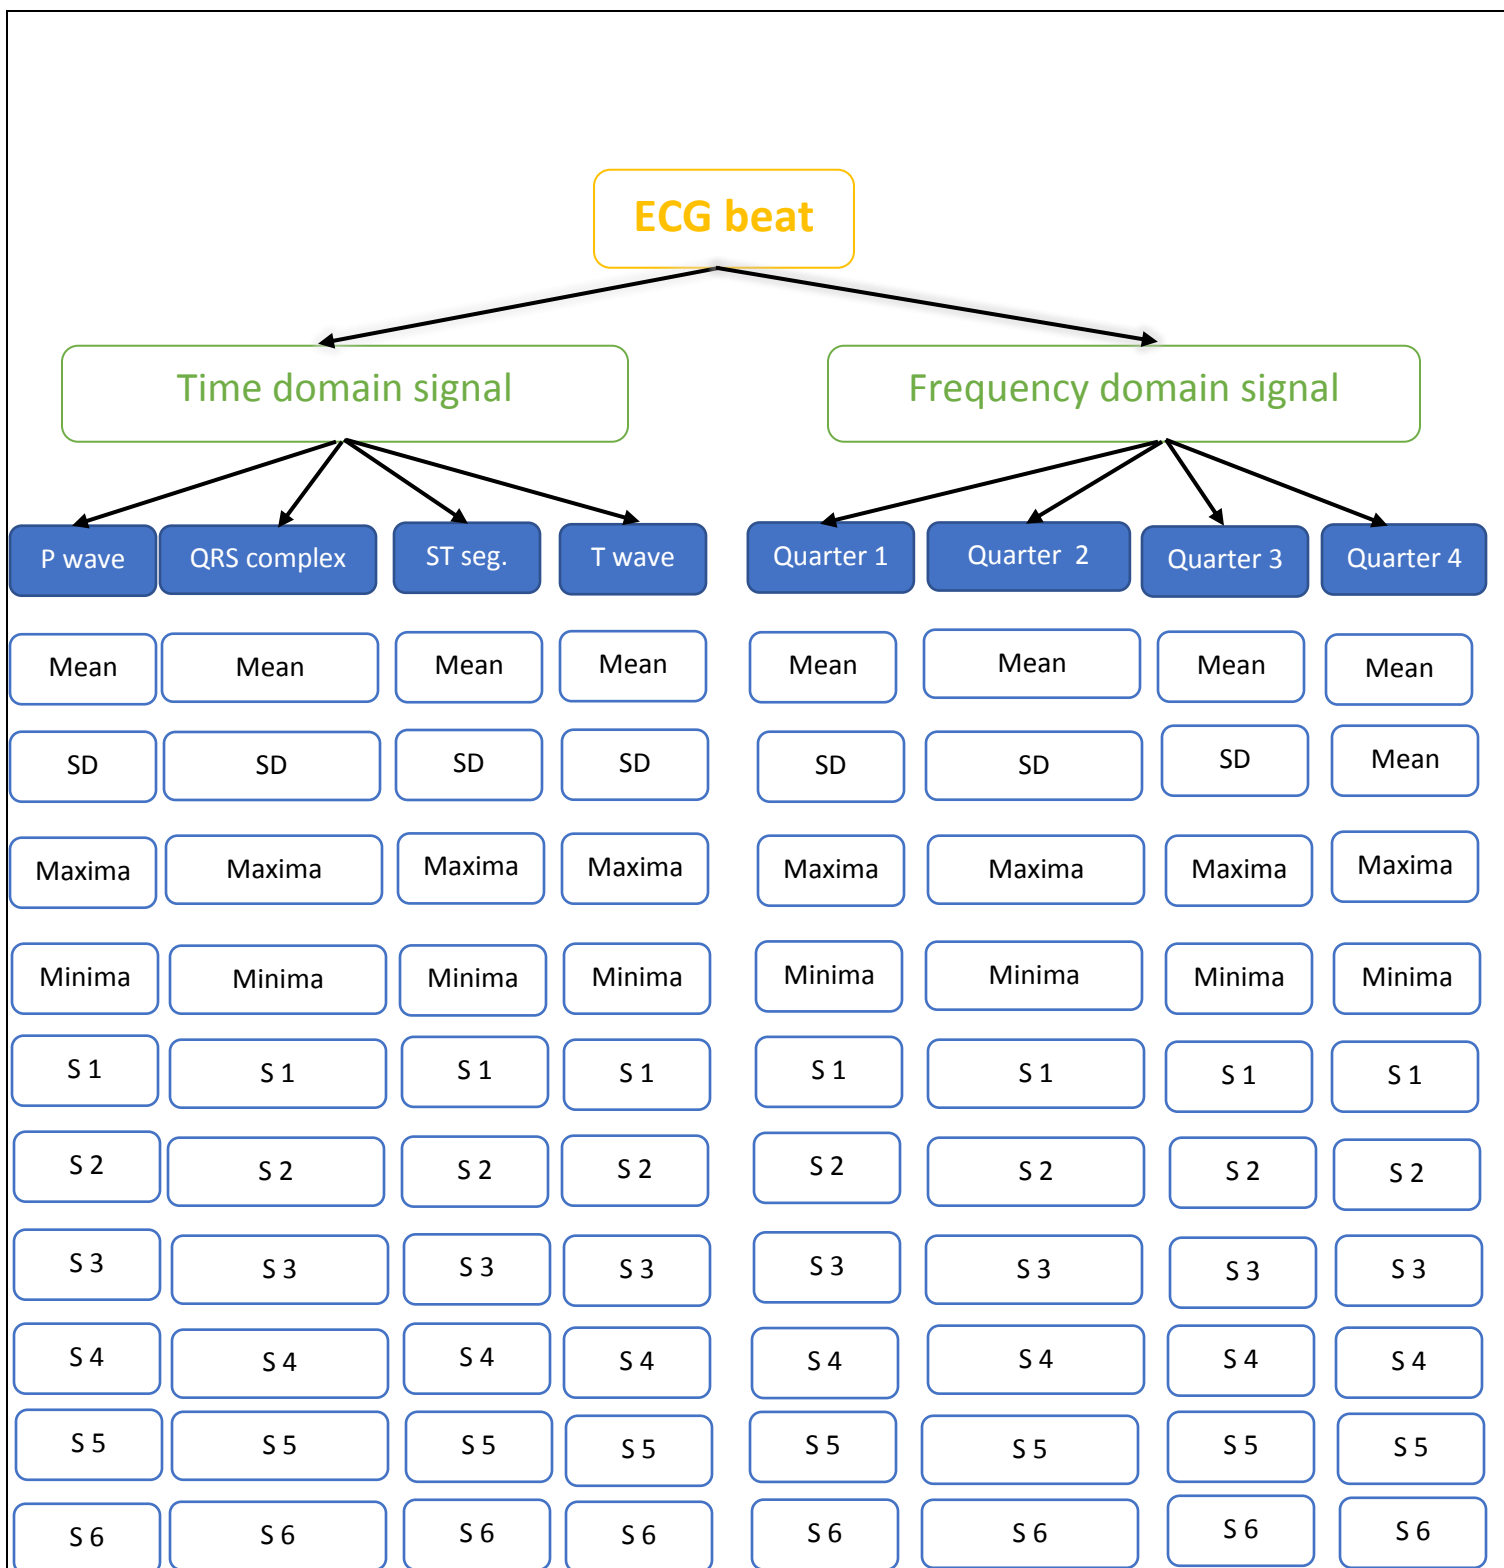 ECG beat
Time domain signal Frequency domain signal
P wave QRS complex ST seg. T wave Quarter 1 Quarter 2 Quarter 3 Quarter 4
Mean Mean Mean Mean Mean Mean Mean Mean
SD SD SD SD SD SD SD Mean
Maxima Maxima Maxima Maxima Maxima Maxima Maxima Maxima
Minima Minima Minima Minima Minima Minima Minima Minima
S 1 S 1 S 1 S 1 S 1 S 1 S 1 S 1
S 2 S 2 S 2 S 2 S 2 S 2 S 2 S 2
S 3 S 3 S 3 S 3 S 3 S 3 S 3 S 3
S 4 S 4 S 4 S 4 S 4 S 4 S 4 S 4
S 5 S 5 S 5 S 5 S 5 S 5 S 5 S 5
S 6 S 6 S 6 S 6 S 6 S 6 S 6 S 6